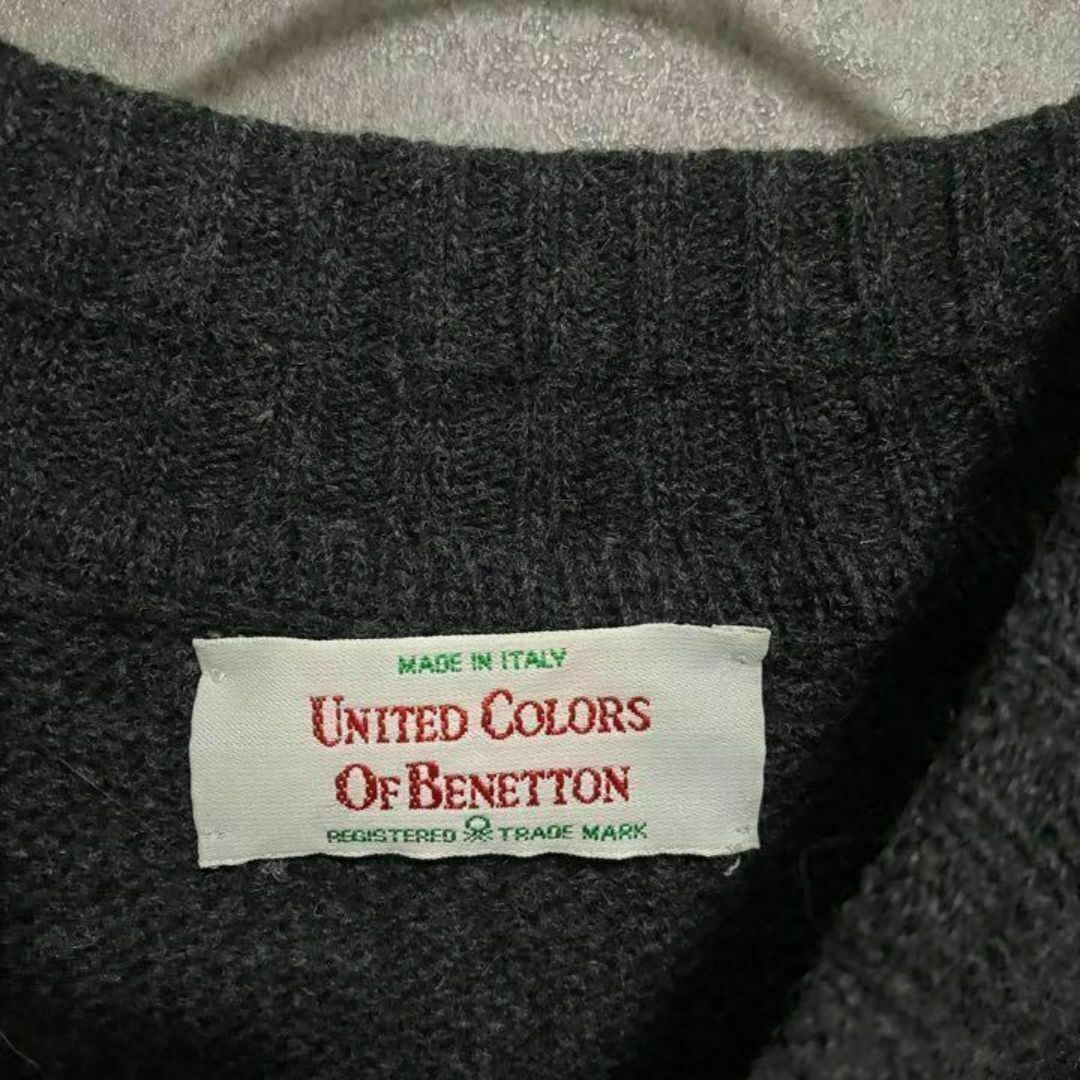 MADE IN ITALY
UNITED COLORS
OF BENETTON
REGISTERED TRADE MARK